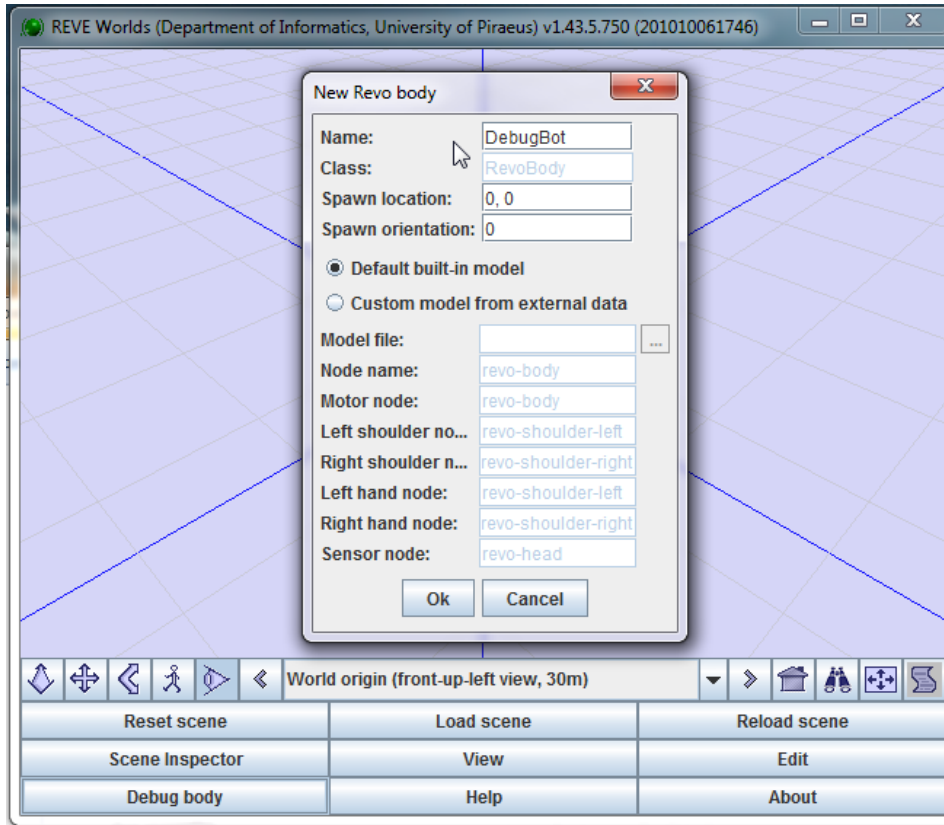 REVE Worlds (Department of Informatics, University of Piraeus) v1.43.5.750 (201010061746)
New Revo body
Name: DebugBot
Class: RevoBody
Spawn location: 0, 0
Spawn orientation: 0
Default built-in model
Custom model from external data
Model file: ...
Node name: revo-body
Motor node: revo-body
Left shoulder no... revo-shoulder-left
Right shoulder n... revo-shoulder-right
Left hand node: revo-shoulder-left
Right hand node: revo-shoulder-right
Sensor node: revo-head
Ok Cancel
World origin (front-up-left view, 30m)
Reset scene Load scene Reload scene
Scene Inspector View Edit
Debug body Help About